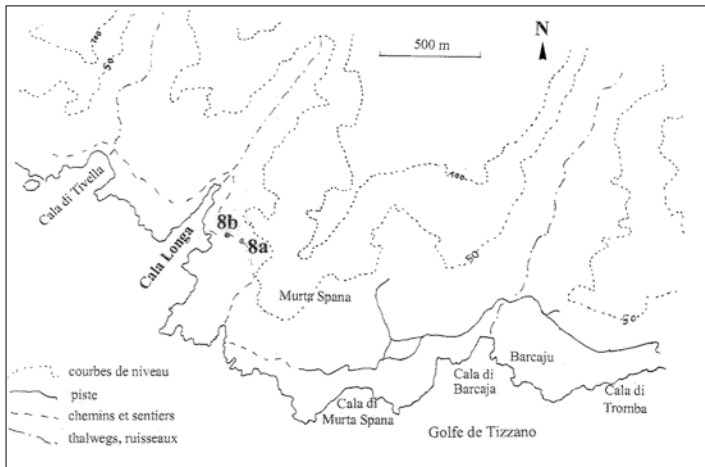 500 m
N
100
50
Cala di Tivella
Cala Longa
8b
8a
100
50
50
Murta Spana
Barcaju
Cala di
Barcaja
Cala di
Tromba
Cala di
Murta Spana
Golfe de Tizzano
courbes de niveau
piste
chemins et sentiers
thalwegs, ruisseaux